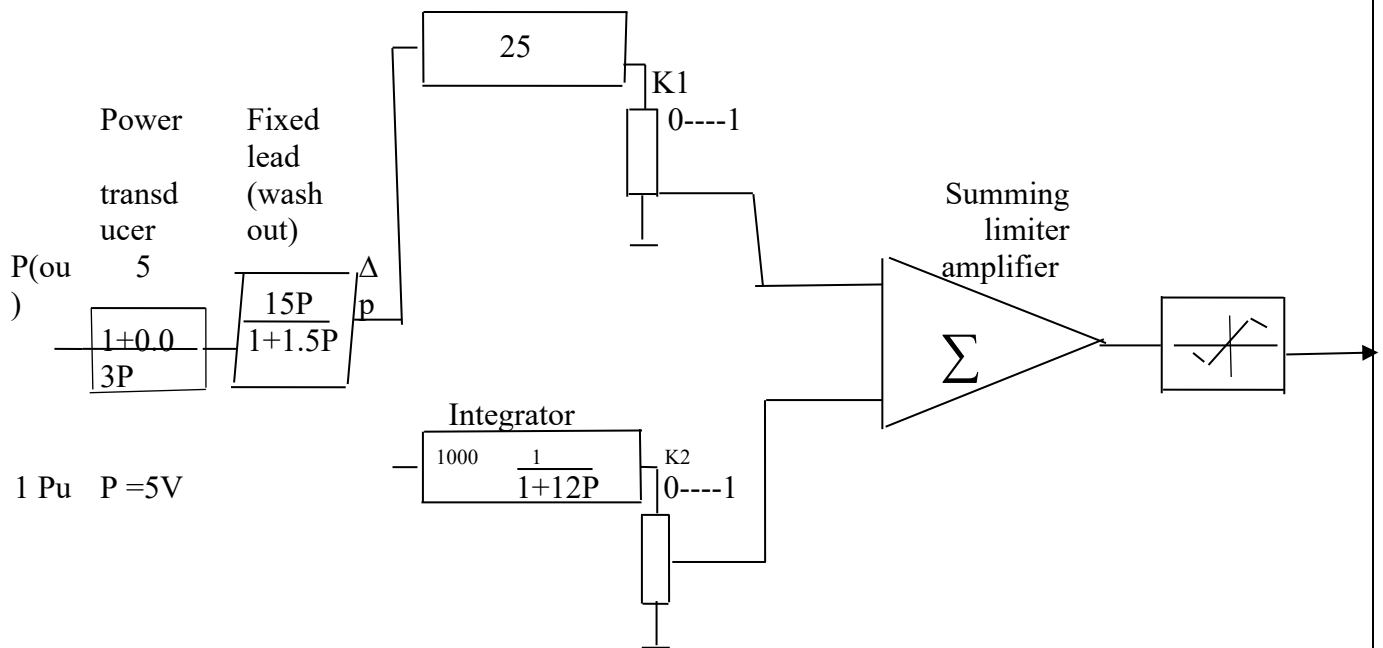 25
K1
0----1
Power
transd
ucer
5
Fixed
lead
(wash
out)
P(ou
)
1+0.0
3P
15P
1+1.5P
Δ
p
Summing
limiter
amplifier
∑
Integrator
1000
1
1+12P
K2
0----1
1 Pu P =5V